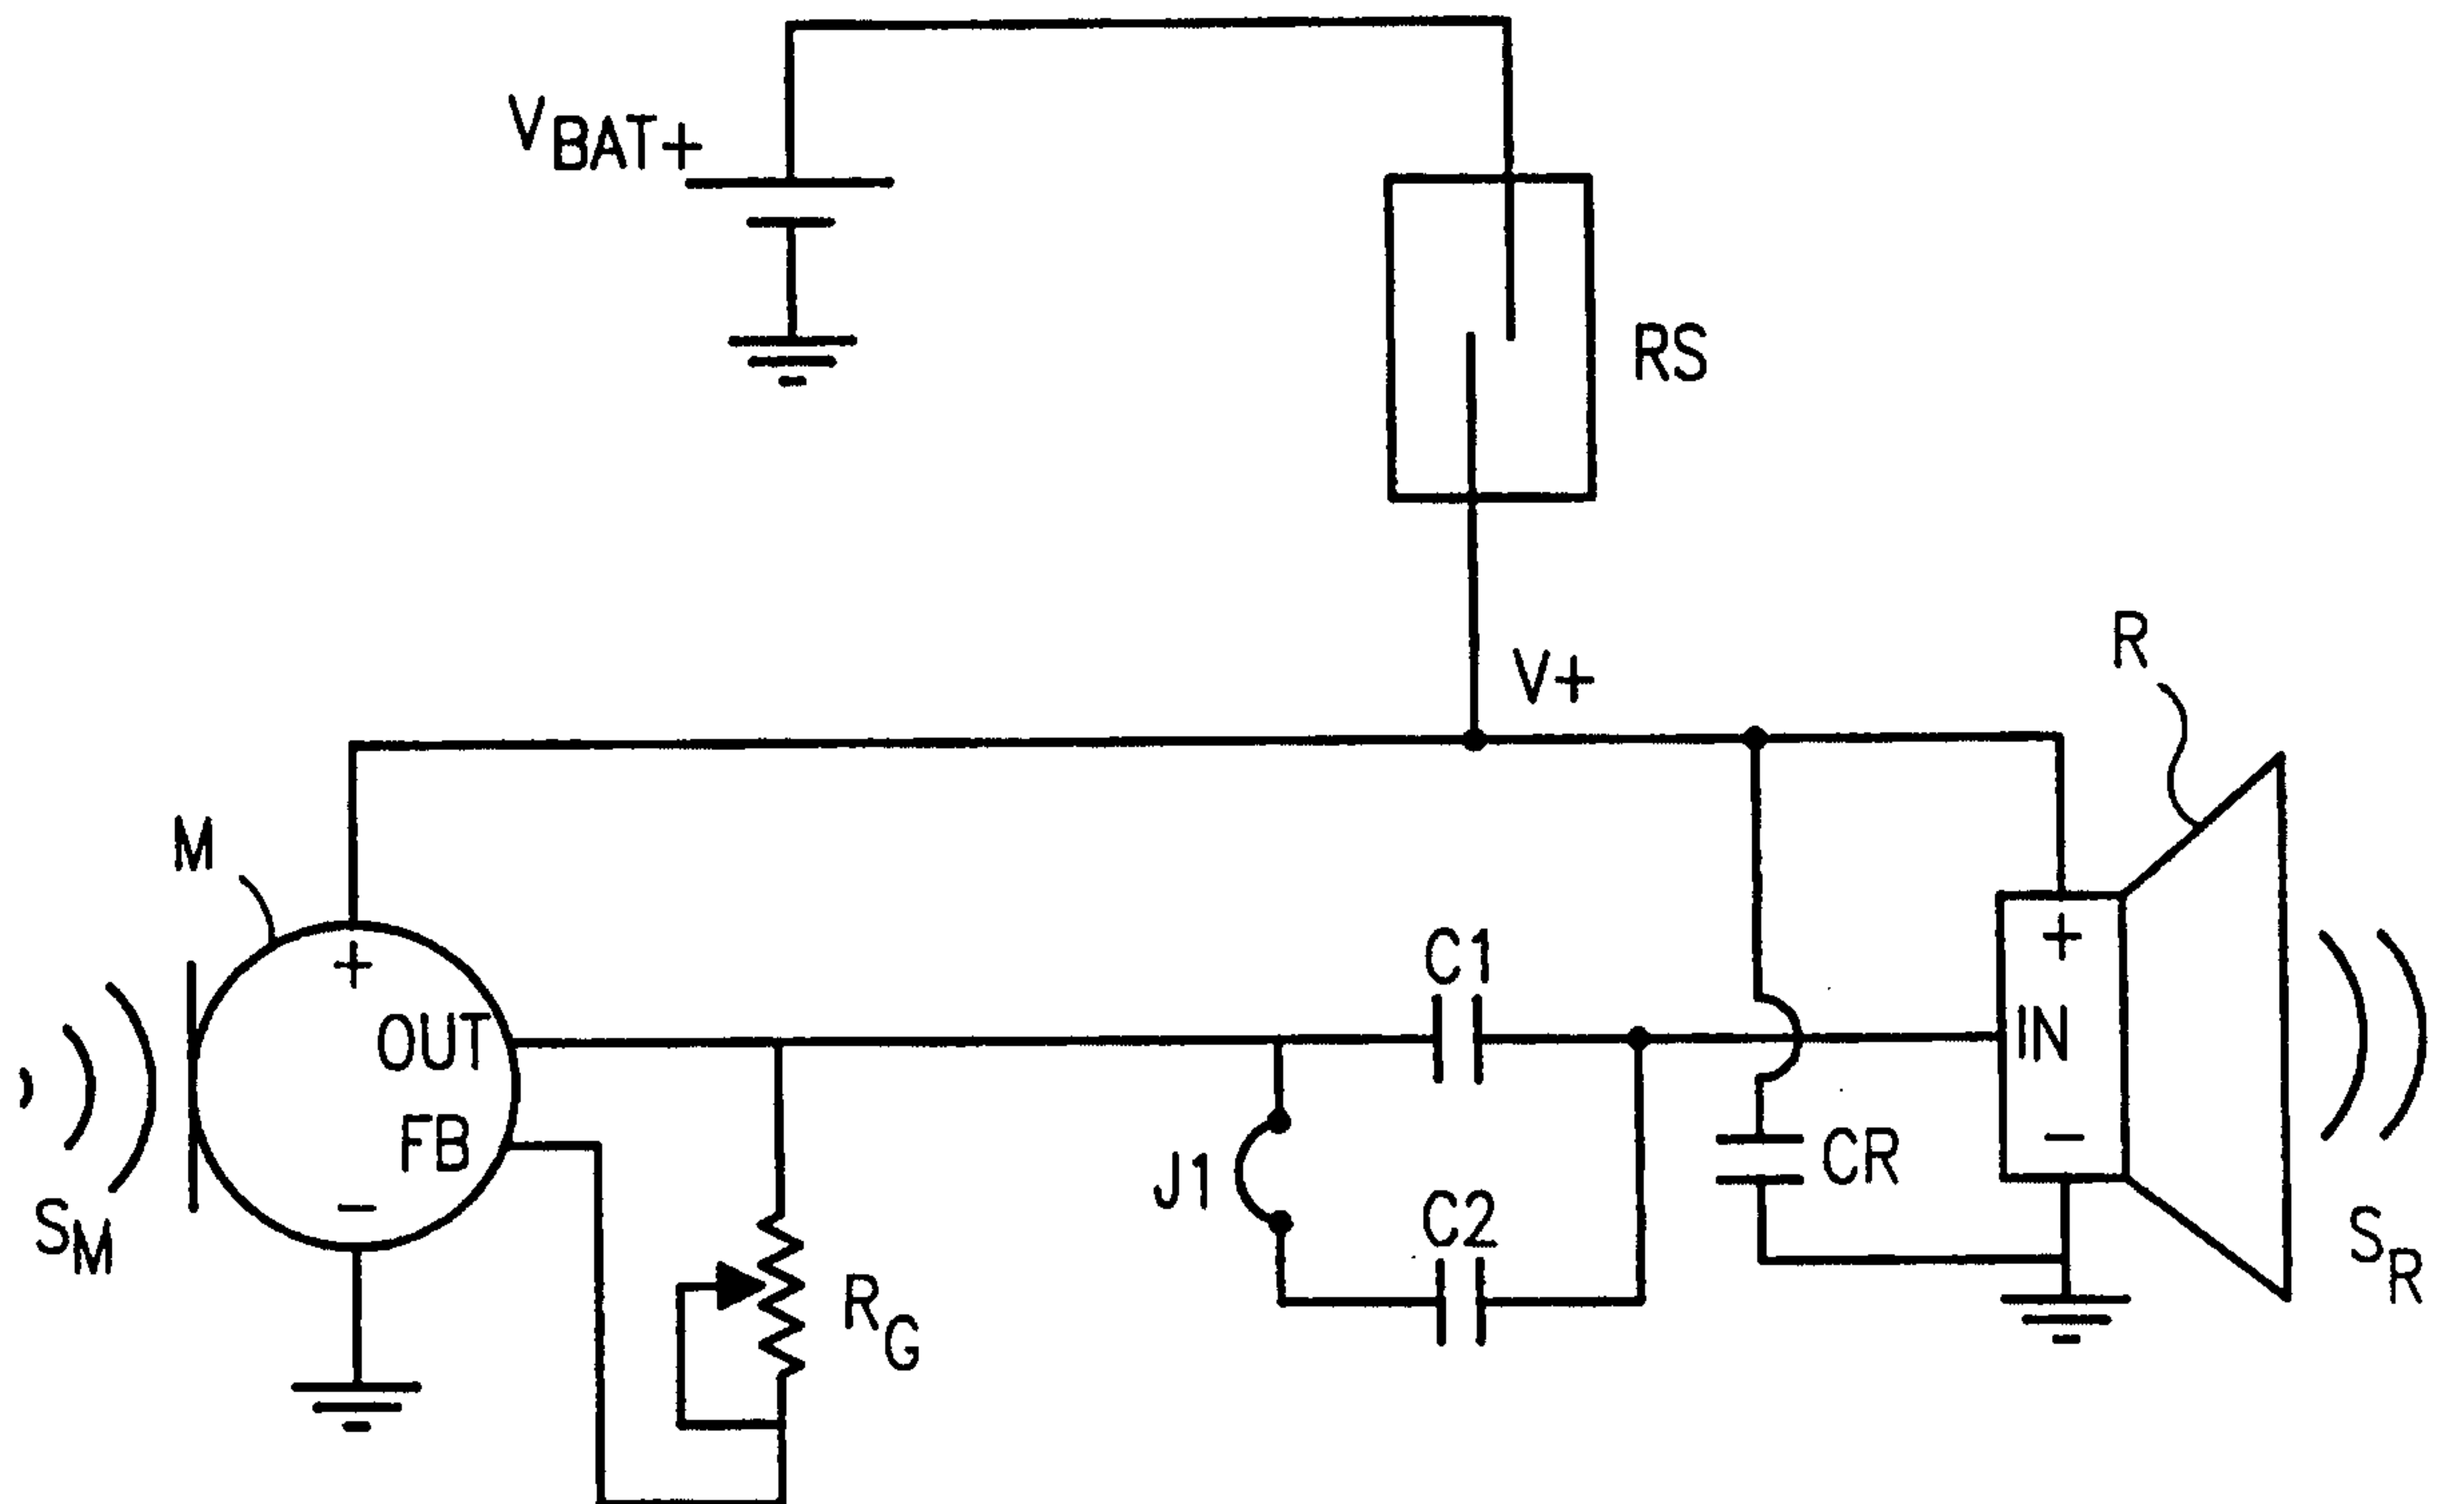 VBAT+
RS
V+
R
M
+
OUT
FB
−
SM
RG
J1
C1
C2
CR
+
IN
−
SR